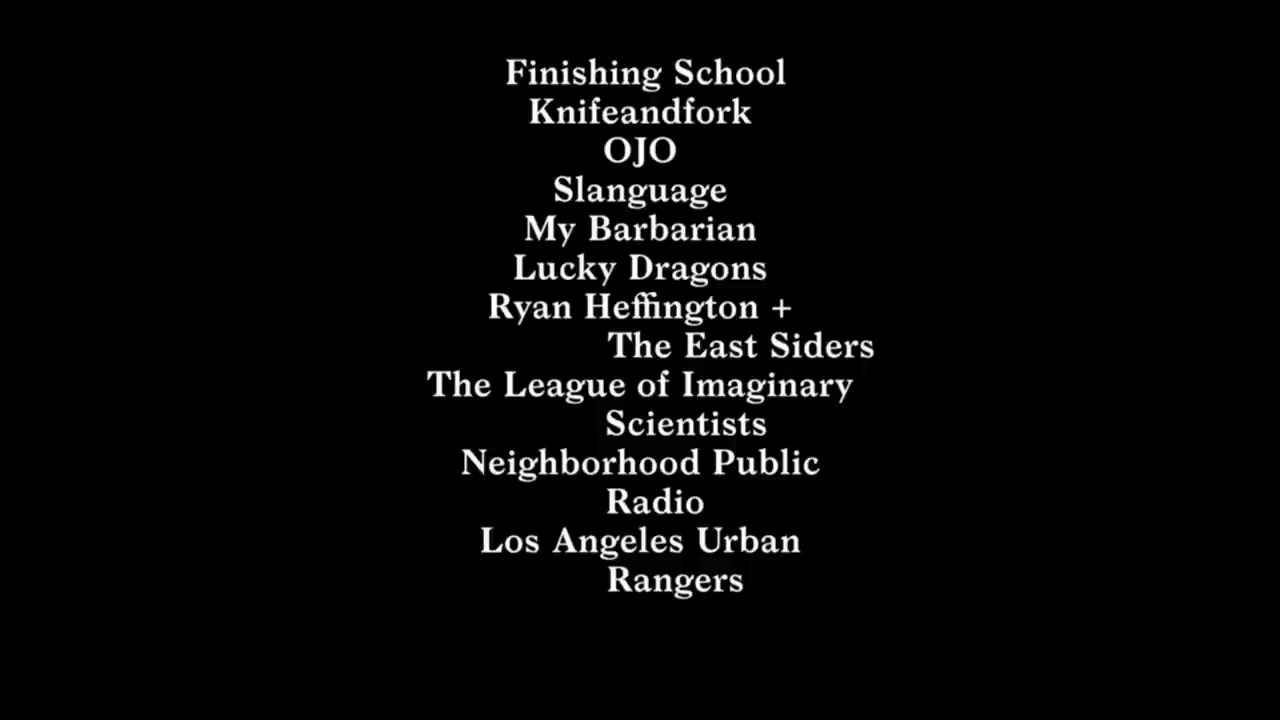 Finishing School
Knifeandfork
OJO
Slanguage
My Barbarian
Lucky Dragons
Ryan Heffington +
The East Siders
The League of Imaginary
Scientists
Neighborhood Public
Radio
Los Angeles Urban
Rangers